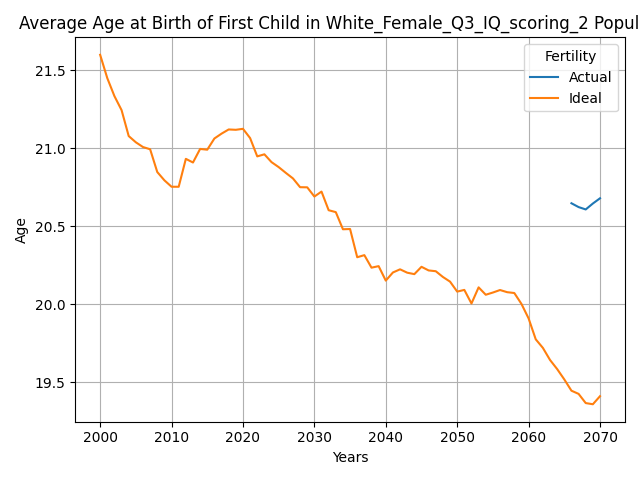 Average Age at Birth of First Child in White_Female_Q3_IQ_scoring_2 Popul
Fertility
Actual
Ideal
21.5
21.0
20.5
20.0
19.5
Age
2000 2010 2020 2030 2040 2050 2060 2070
Years